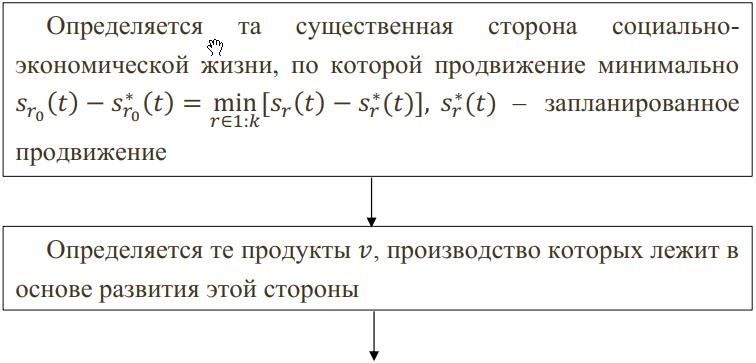 Определяется та существенная сторона социально-
экономической жизни, по которой продвижение минимально
$s_{r_0}(t) - s^*_{r_0}(t) = \min_{r \in 1:k}[s_r(t) - s^*_r(t)]$, $s^*_r(t)$ – запланированное
продвижение
Определяется те продукты $v$, производство которых лежит в
основе развития этой стороны